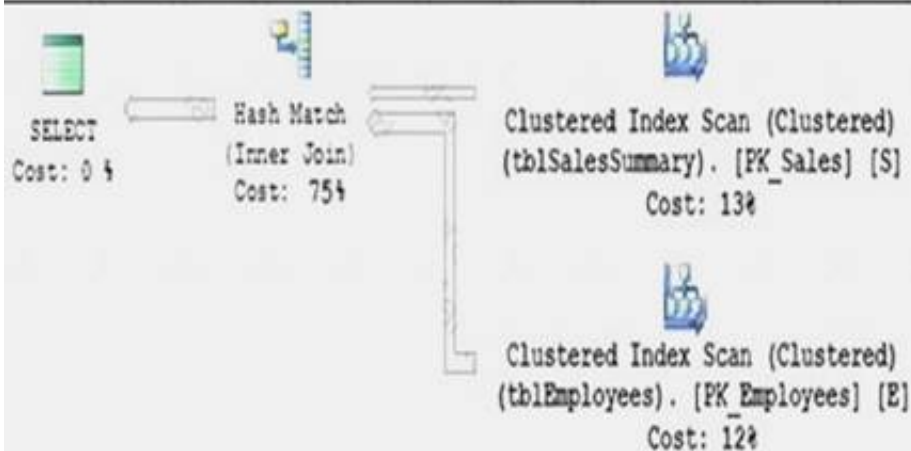 SELECT
Cost: 0 %
Hash Match
(Inner Join)
Cost: 75%
Clustered Index Scan (Clustered)
(tblSalesSummary). [PK_Sales] [S]
Cost: 13%
Clustered Index Scan (Clustered)
(tblEmployees). [PK_Employees] [E]
Cost: 12%